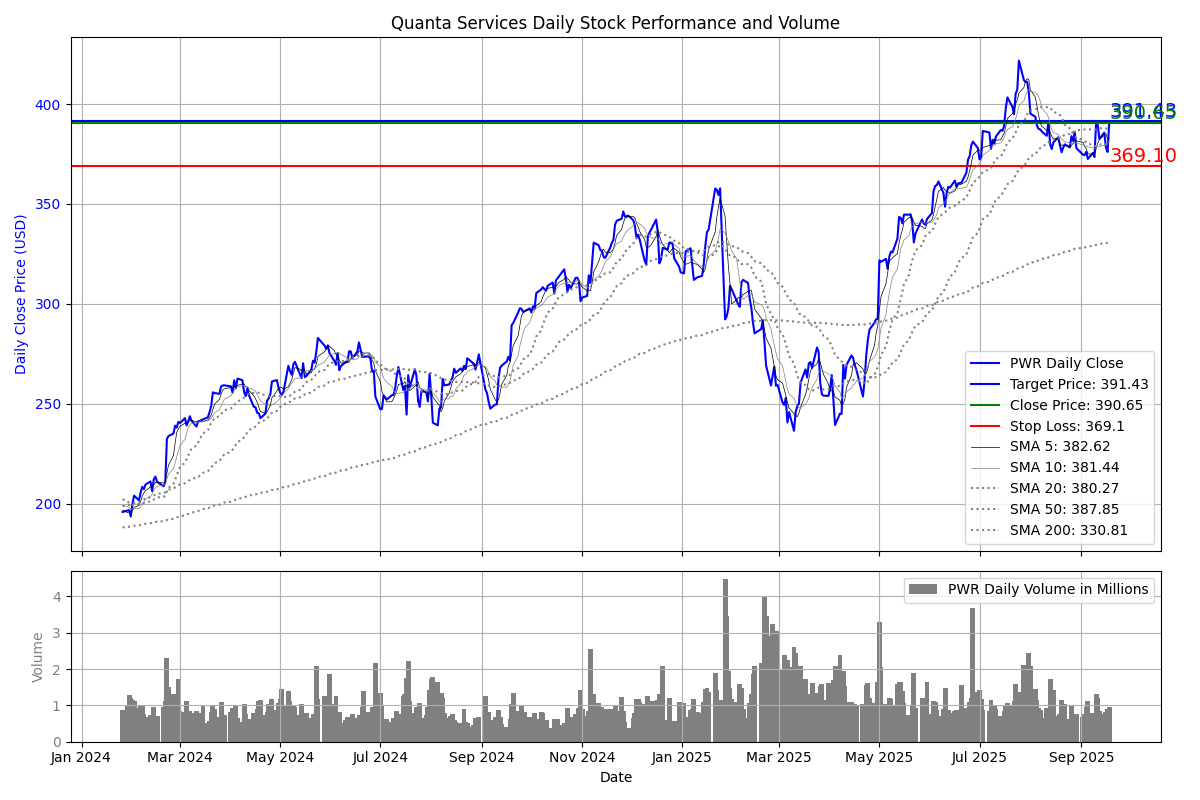 Quanta Services Daily Stock Performance and Volume
Daily Close Price (USD)
400
350
300
250
200
391.43
390.65
369.10
PWR Daily Close
Target Price: 391.43
Close Price: 390.65
Stop Loss: 369.1
SMA 5: 382.62
SMA 10: 381.44
SMA 20: 380.27
SMA 50: 387.85
SMA 200: 330.81
Volume
4
3
2
1
0
PWR Daily Volume in Millions
Jan 2024 Mar 2024 May 2024 Jul 2024 Sep 2024 Nov 2024 Jan 2025 Mar 2025 May 2025 Jul 2025 Sep 2025
Date